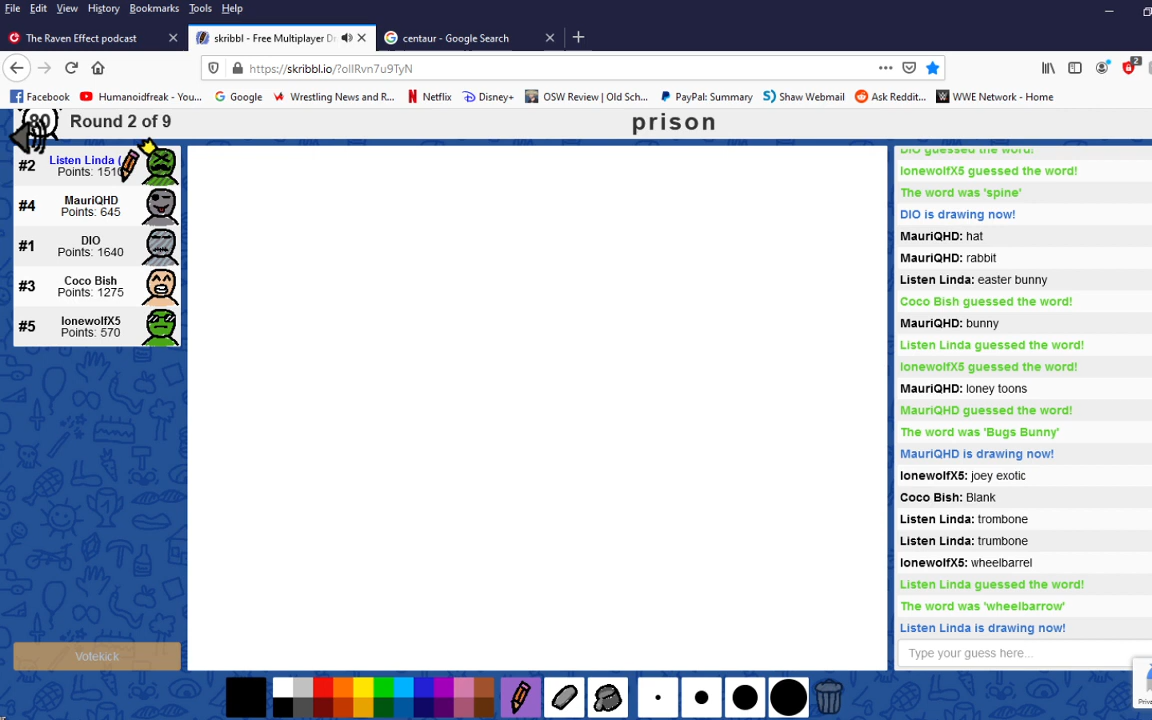 File Edit View History Bookmarks Tools Help
The Raven Effect podcast
skribbl - Free Multiplayer Dr
centaur - Google Search
https://skribbl.io/?olIRvn7u9TyN
2
Facebook Humanoidfreak - You... Google Wrestling News and R... Netflix Disney+ OSW Review | Old Sch... PayPal: Summary Shaw Webmail Ask Reddit... WWE Network - Home
80 Round 2 of 9 prison
#2 Listen Linda (
Points: 1510
#4 MauriQHD
Points: 645
#1 DIO
Points: 1640
#3 Coco Bish
Points: 1275
#5 lonewolfX5
Points: 570
Votekick
DIO guessed the word!
lonewolfX5 guessed the word!
The word was 'spine'
DIO is drawing now!
MauriQHD: hat
MauriQHD: rabbit
Listen Linda: easter bunny
Coco Bish guessed the word!
MauriQHD: bunny
Listen Linda guessed the word!
lonewolfX5 guessed the word!
MauriQHD: loney toons
MauriQHD guessed the word!
The word was 'Bugs Bunny'
MauriQHD is drawing now!
lonewolfX5: joey exotic
Coco Bish: Blank
Listen Linda: trombone
Listen Linda: trumbone
lonewolfX5: wheelbarrel
Listen Linda guessed the word!
The word was 'wheelbarrow'
Listen Linda is drawing now!
Type your guess here...